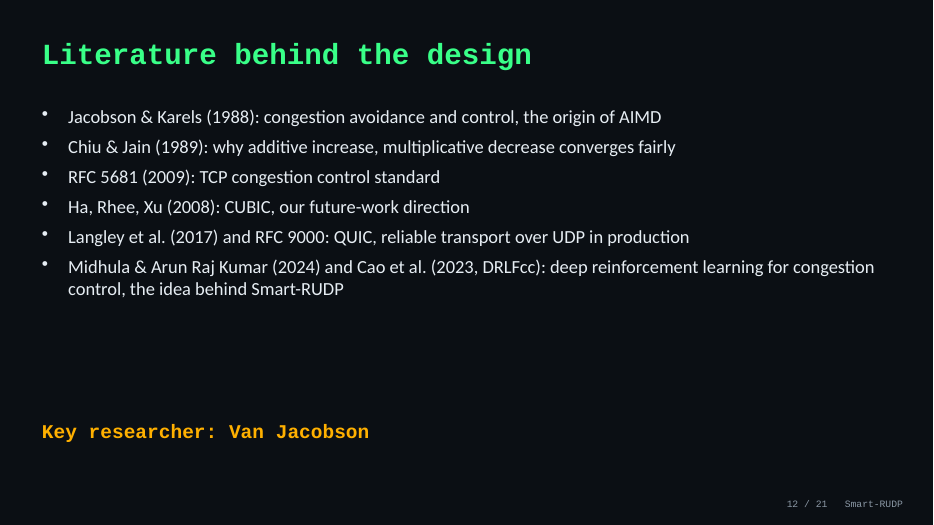 Literature behind the design
• Jacobson & Karels (1988): congestion avoidance and control, the origin of AIMD
• Chiu & Jain (1989): why additive increase, multiplicative decrease converges fairly
• RFC 5681 (2009): TCP congestion control standard
• Ha, Rhee, Xu (2008): CUBIC, our future-work direction
• Langley et al. (2017) and RFC 9000: QUIC, reliable transport over UDP in production
• Midhula & Arun Raj Kumar (2024) and Cao et al. (2023, DRLFcc): deep reinforcement learning for congestion
control, the idea behind Smart-RUDP
Key researcher: Van Jacobson
12 / 21 Smart-RUDP